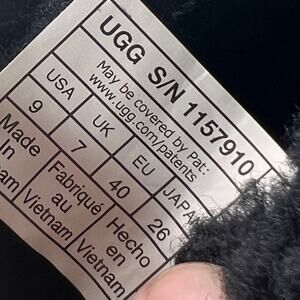 UGG S/N 1157910
May be covered by Pat.:
www.ugg.com/patents
USA UK EU JAPAN
9 7 40 26
Made Fabriqué Hecho
In au en
Vietnam Vietnam